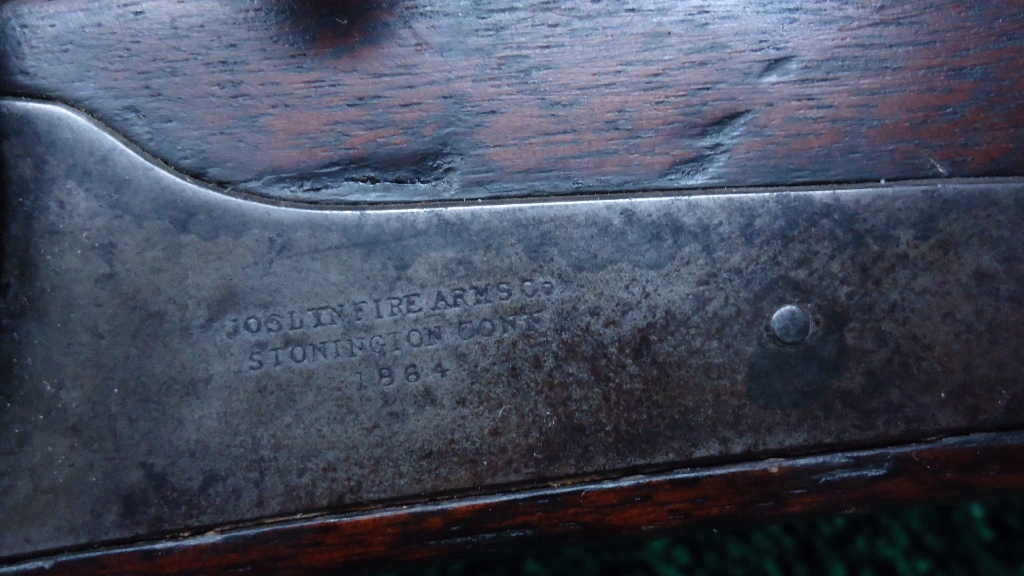 JOSLYN FIRE ARMS Co
STONINGTON CONN
1864